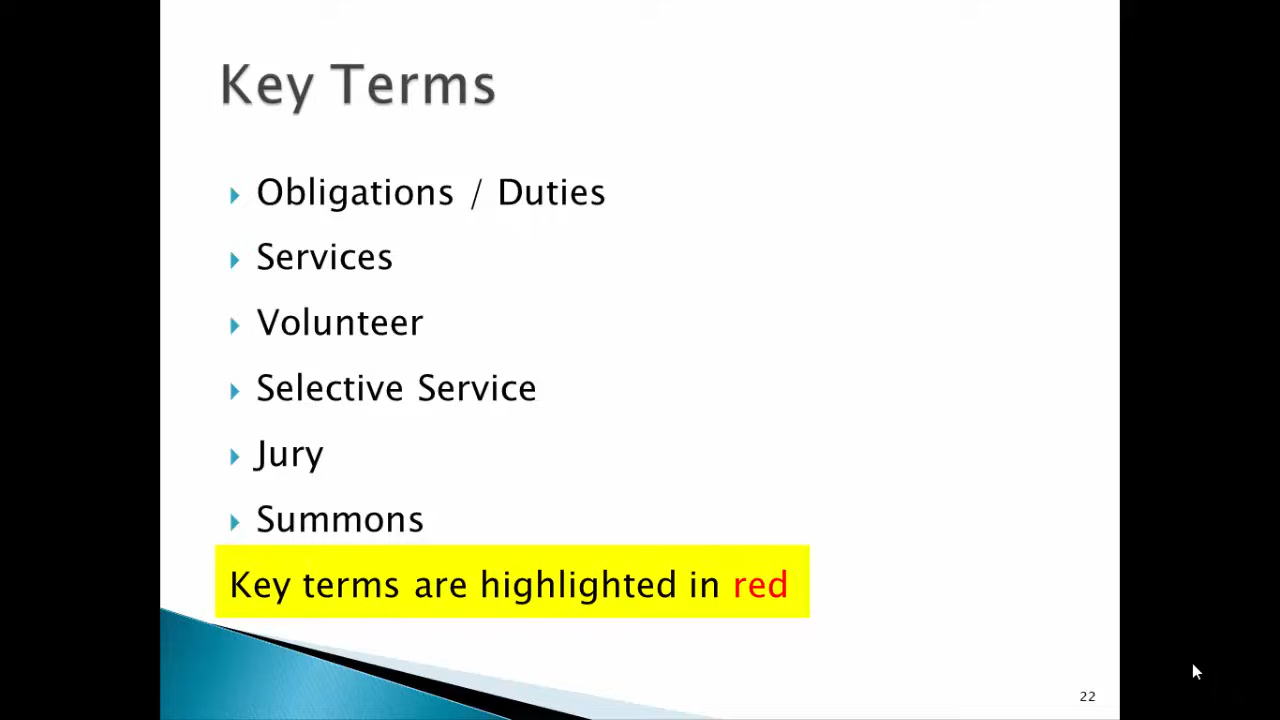 Key Terms
Obligations / Duties
Services
Volunteer
Selective Service
Jury
Summons
Key terms are highlighted in red
22